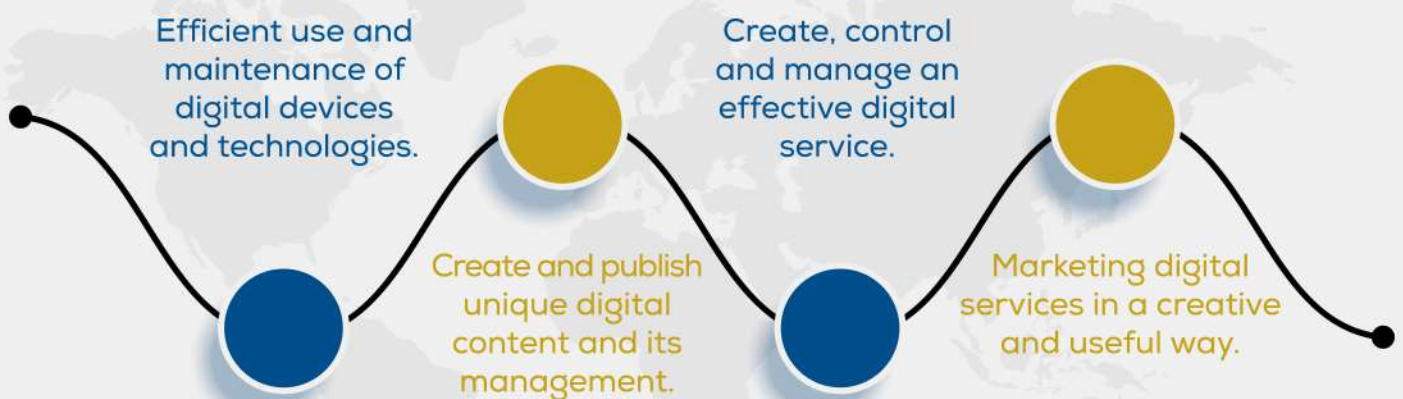 Efficient use and
maintenance of
digital devices
and technologies.
Create and publish
unique digital
content and its
management.
Create, control
and manage an
effective digital
service.
Marketing digital
services in a creative
and useful way.